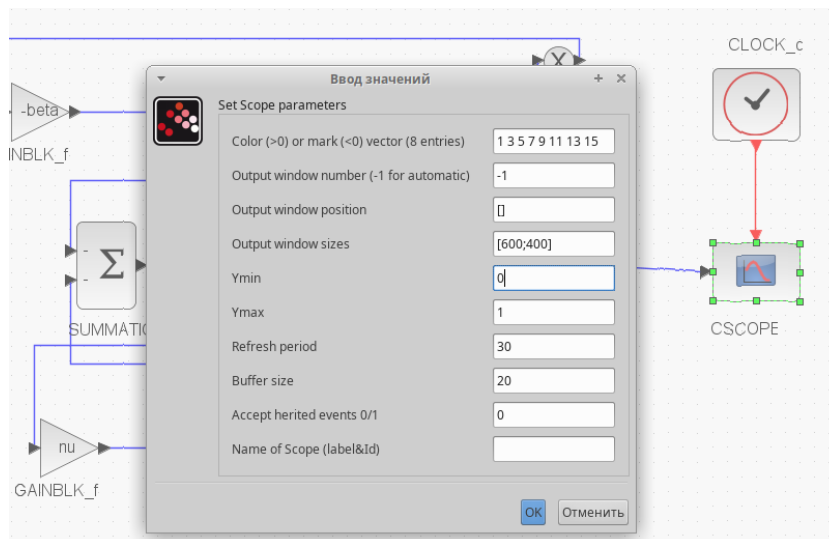 CLOCK_c
Ввод значений
Set Scope parameters
Color (>0) or mark (<0) vector (8 entries) 1 3 5 7 9 11 13 15
Output window number (-1 for automatic) -1
Output window position []
Output window sizes [600;400]
Ymin 0
Ymax 1
Refresh period 30
Buffer size 20
Accept herited events 0/1 0
Name of Scope (label&Id)
OK Отменить
X
-beta
INBLK_f
- - Σ
SUMMATIO
nu
GAINBLK_f
CSCOPE